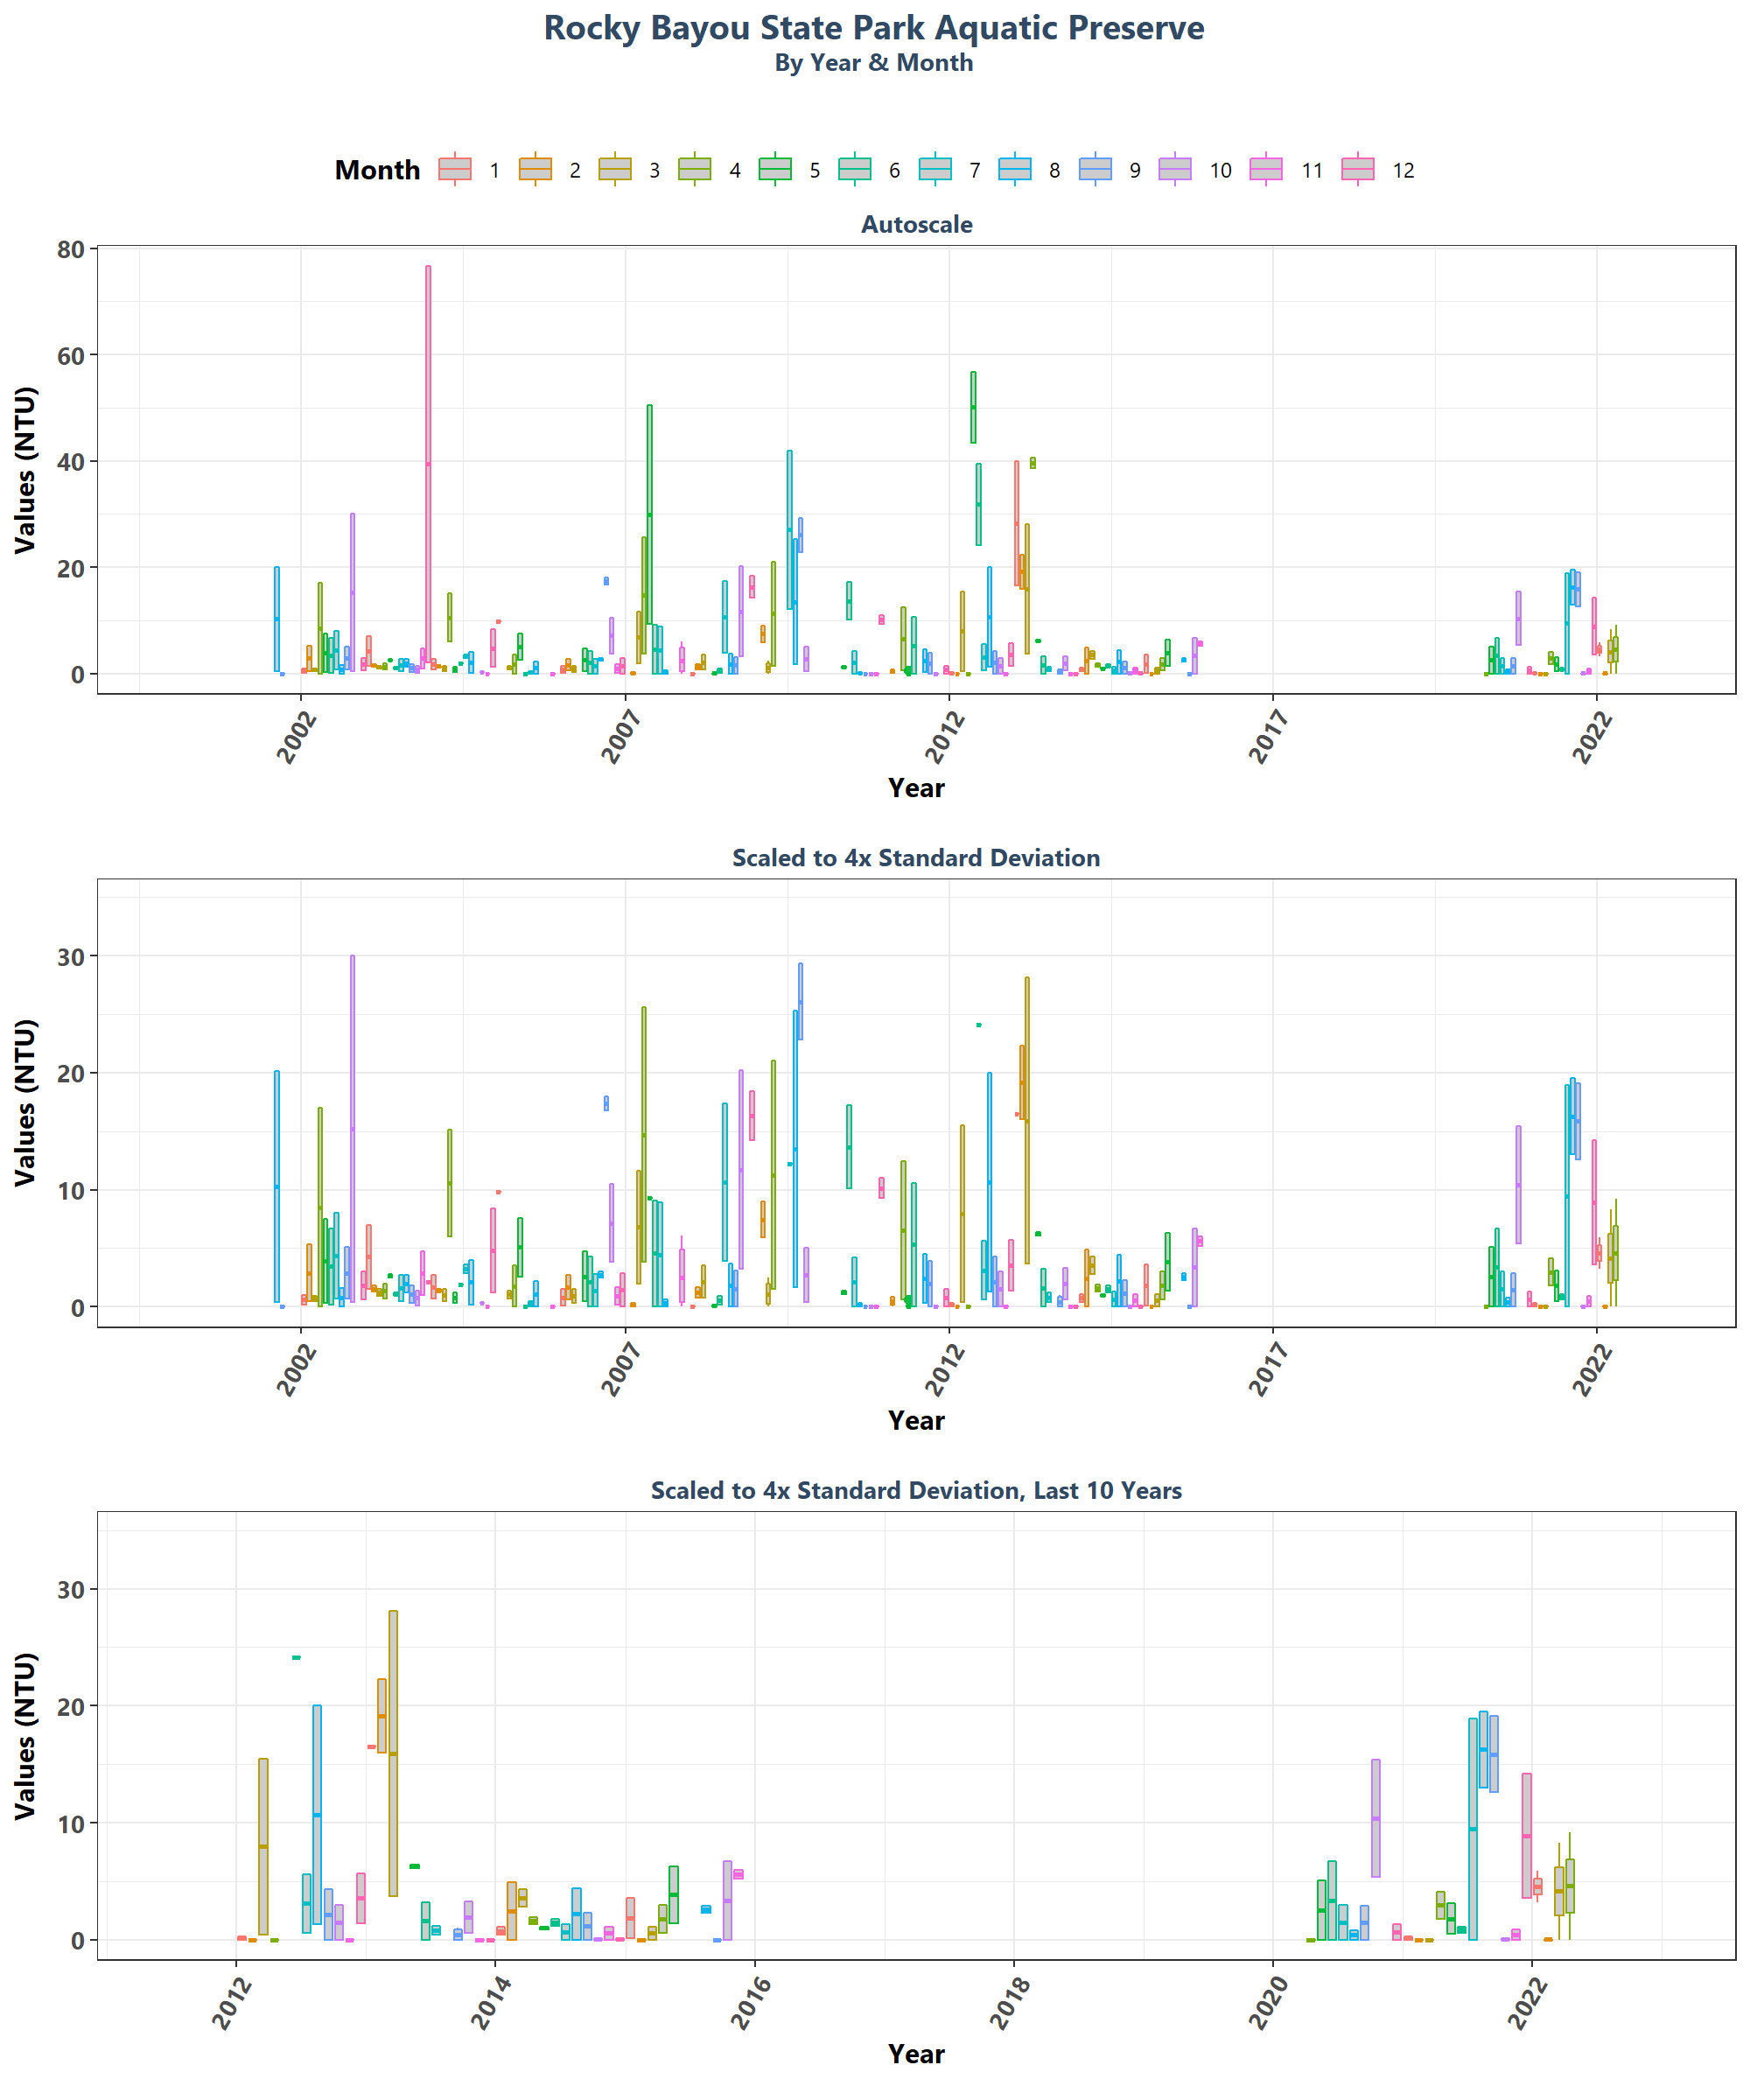 Rocky Bayou State Park Aquatic Preserve
By Year & Month
Month 1 2 3 4 5 6 7 8 9 10 11 12
Autoscale
Values (NTU)
80
60
40
20
0
2002 2007 2012 2017 2022
Year
Scaled to 4x Standard Deviation
Values (NTU)
30
20
10
0
2002 2007 2012 2017 2022
Year
Scaled to 4x Standard Deviation, Last 10 Years
Values (NTU)
30
20
10
0
2012 2014 2016 2018 2020 2022
Year